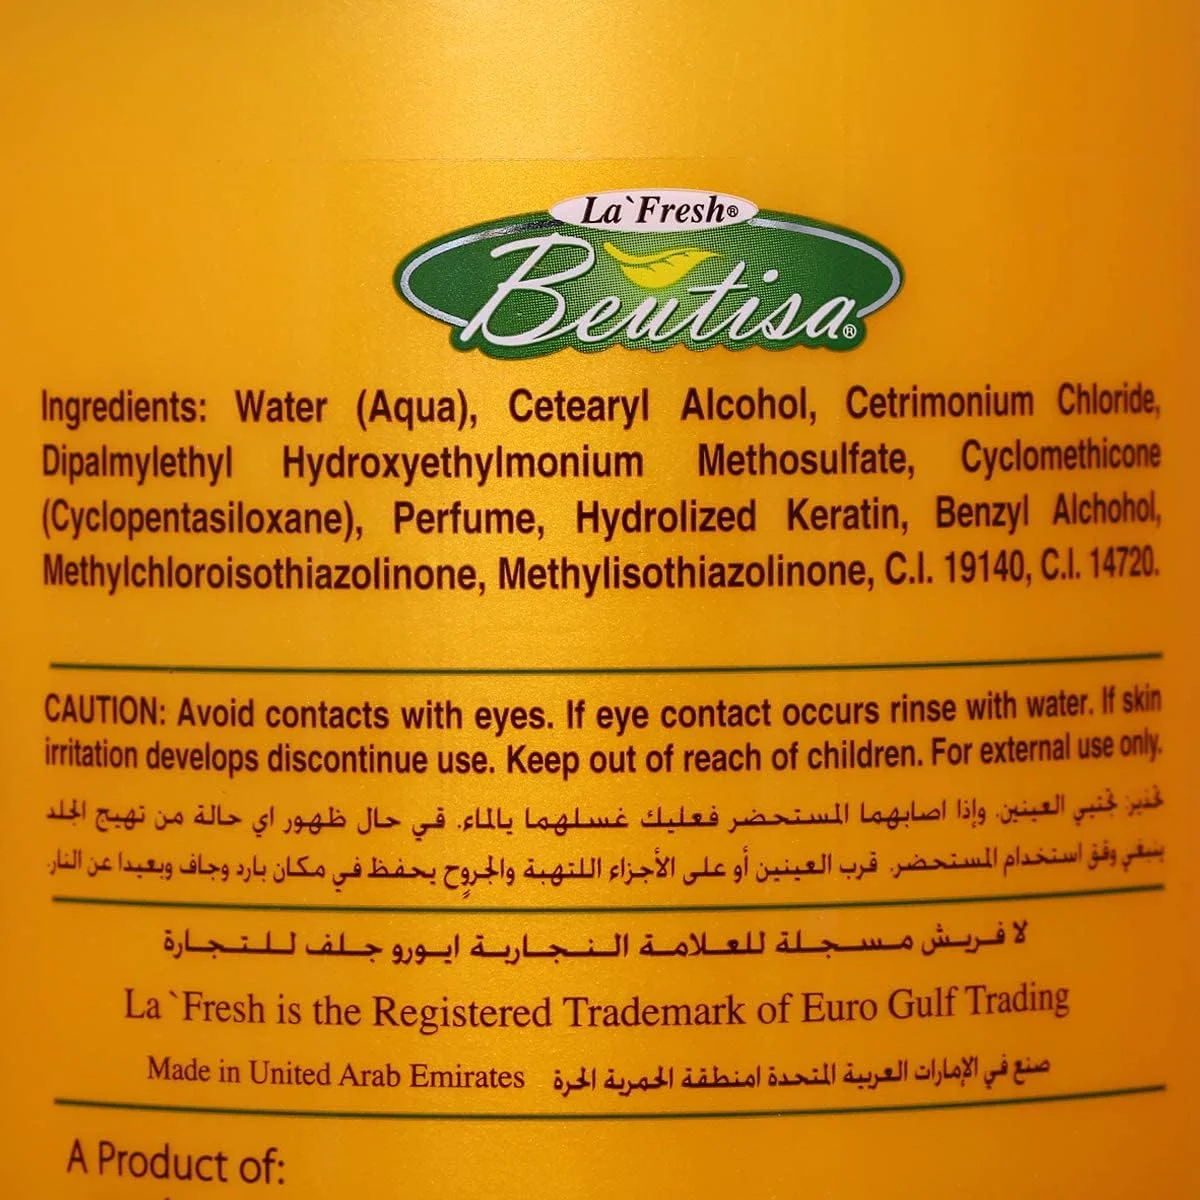 La`Fresh®
Beutisa®
Ingredients: Water (Aqua), Cetearyl Alcohol, Cetrimonium Chloride,
Dipalmylethyl Hydroxyethylmonium Methosulfate, Cyclomethicone
(Cyclopentasiloxane), Perfume, Hydrolized Keratin, Benzyl Alchohol,
Methylchloroisothiazolinone, Methylisothiazolinone, C.I. 19140, C.I. 14720.
CAUTION: Avoid contacts with eyes. If eye contact occurs rinse with water. If skin
irritation develops discontinue use. Keep out of reach of children. For external use only.
تحذير: تجتبي العينين. وإذا اصابهما المستحضر فعليك غسلهما يالماء. في حال ظهور اي حالة من تهيج الجلد
ينبغي وفق استخدام المستحضر. قرب العينين أو على الأجزاء اللتهبة والجروح يحفظ في مكان بارد وجاف وبعيدا عن النار.
لا فريش مسجلة للعلامة النجارية ايورو جلف للتجارة
La`Fresh is the Registered Trademark of Euro Gulf Trading
Made in United Arab Emirates صنع في الإمارات العربية المتحدة امنطقة الحمرية الحرة
A Product of: